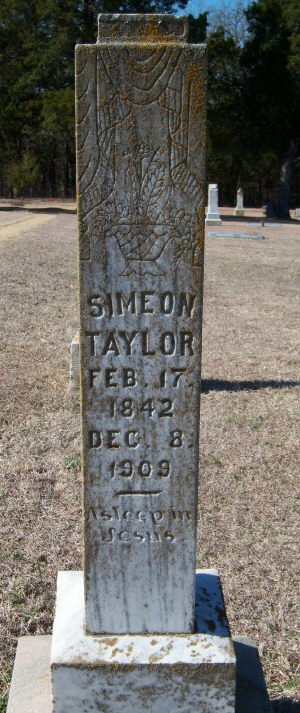 SIMEON
TAYLOR
FEB. 17.
1842
DEC. 8.
1909
Asleep in
Jesus